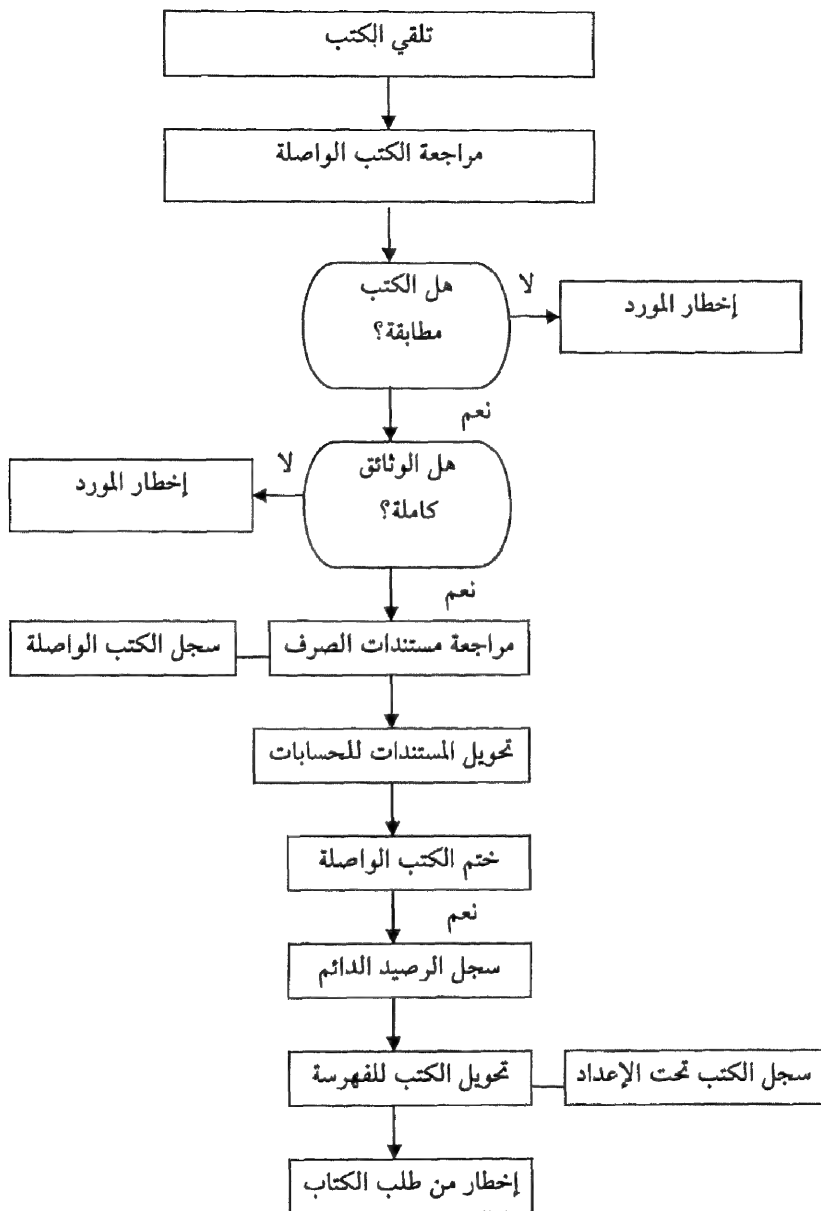 تلقي الكتب
مراجعة الكتب الواصلة
هل الكتب
مطابقة؟
لا
إخطار المورد
نعم
هل الوثائق
كاملة؟
لا
إخطار المورد
نعم
مراجعة مستندات الصرف
سجل الكتب الواصلة
تحويل المستندات للحسابات
ختم الكتب الواصلة
نعم
سجل الرصيد الدائم
تحويل الكتب للفهرسة
سجل الكتب تحت الإعداد
إخطار من طلب الكتاب